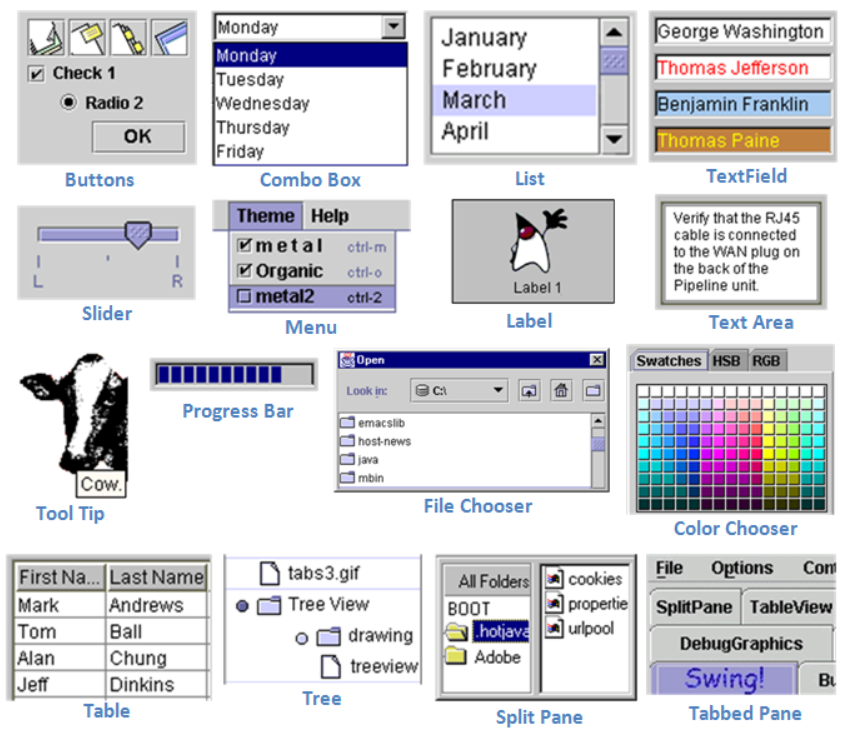 Check 1
Radio 2
OK
Buttons
Monday
Monday
Tuesday
Wednesday
Thursday
Friday
Combo Box
January
February
March
April
List
George Washington
Thomas Jefferson
Benjamin Franklin
Thomas Paine
TextField
L R
Slider
Theme Help
metal ctrl-m
Organic ctrl-o
metal2 ctrl-2
Menu
Label 1
Label
Verify that the RJ45
cable is connected
to the WAN plug on
the back of the
Pipeline unit.
Text Area
Cow.
Tool Tip
Progress Bar
Open
Look in: C:\
emacslib
host-news
java
mbin
File Chooser
Swatches HSB RGB
Color Chooser
First Na... Last Name
Mark Andrews
Tom Ball
Alan Chung
Jeff Dinkins
Table
tabs3.gif
Tree View
drawing
treeview
Tree
All Folders
BOOT
.hotjava
Adobe
cookies
propertie
urlpool
Split Pane
File Options Cont
SplitPane TableView
DebugGraphics
Swing! Bu
Tabbed Pane